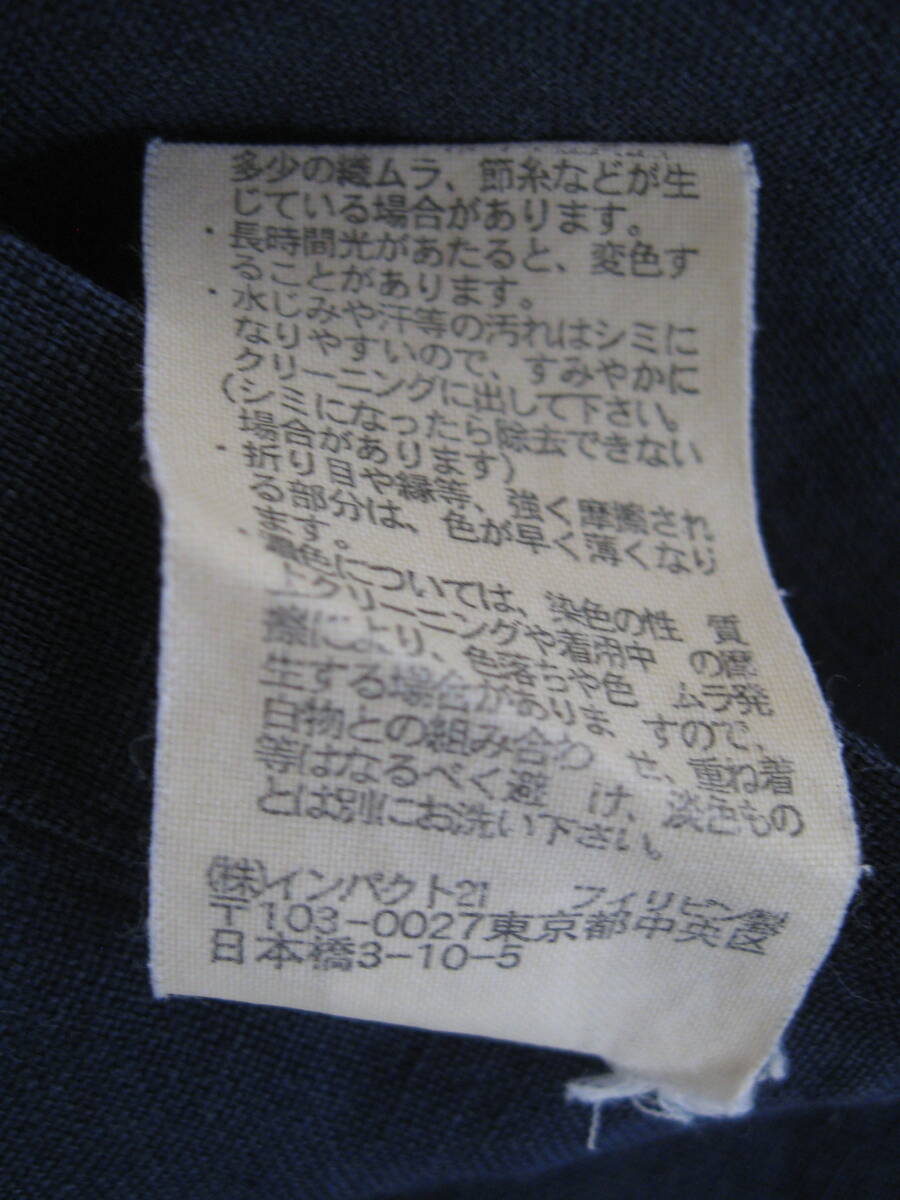 多少の織ムラ、節糸などが生
じている場合があります。
・長時間光があたると、変色す
ることがあります。
・水じみや汗等の汚れはシミに
なりやすいので、すみやかに
クリーニングに出して下さい。
(シミになったら除去できない
場合があります)
・折り目や縁等、強く摩擦され
る部分は、色が早く薄くなり
ます。
色については、染色の性 質
上クリーニングや着用中 の摩
擦により、色落ちや色 ムラ発
生する場合がありま すので、
白物との組み合わ せ、重ね着
等はなるべく避 け、淡色もの
とは別にお洗い下さい。
(株)インパクト21 フィリピン製
〒103-0027東京都中央区
日本橋3-10-5